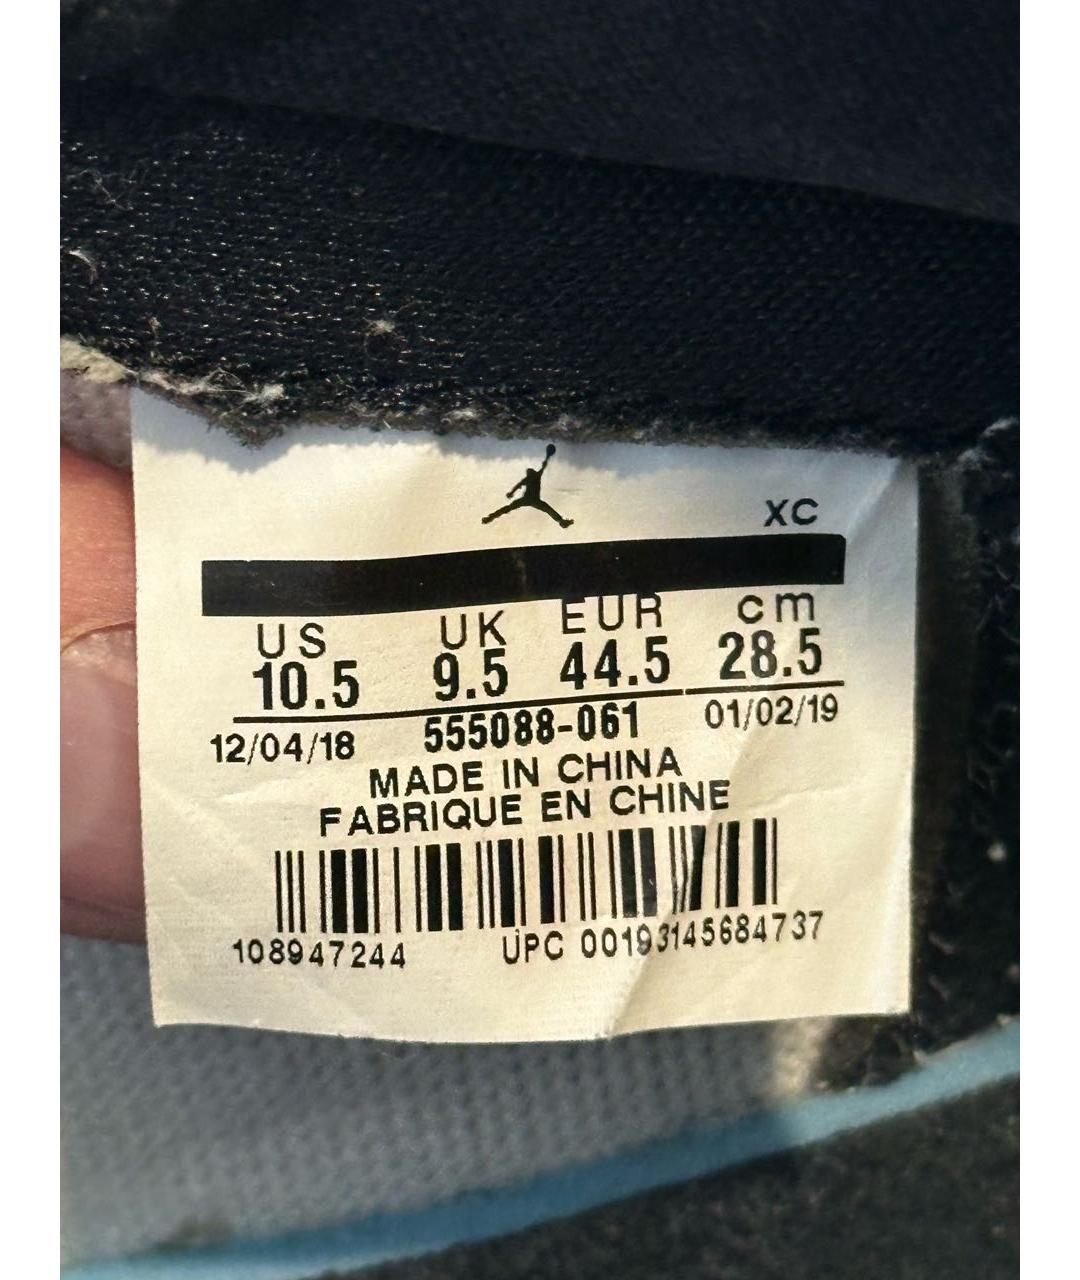 XC
US UK EUR cm
10.5 9.5 44.5 28.5
12/04/18 555088-061 01/02/19
MADE IN CHINA
FABRIQUE EN CHINE
108947244 UPC 00193145684737